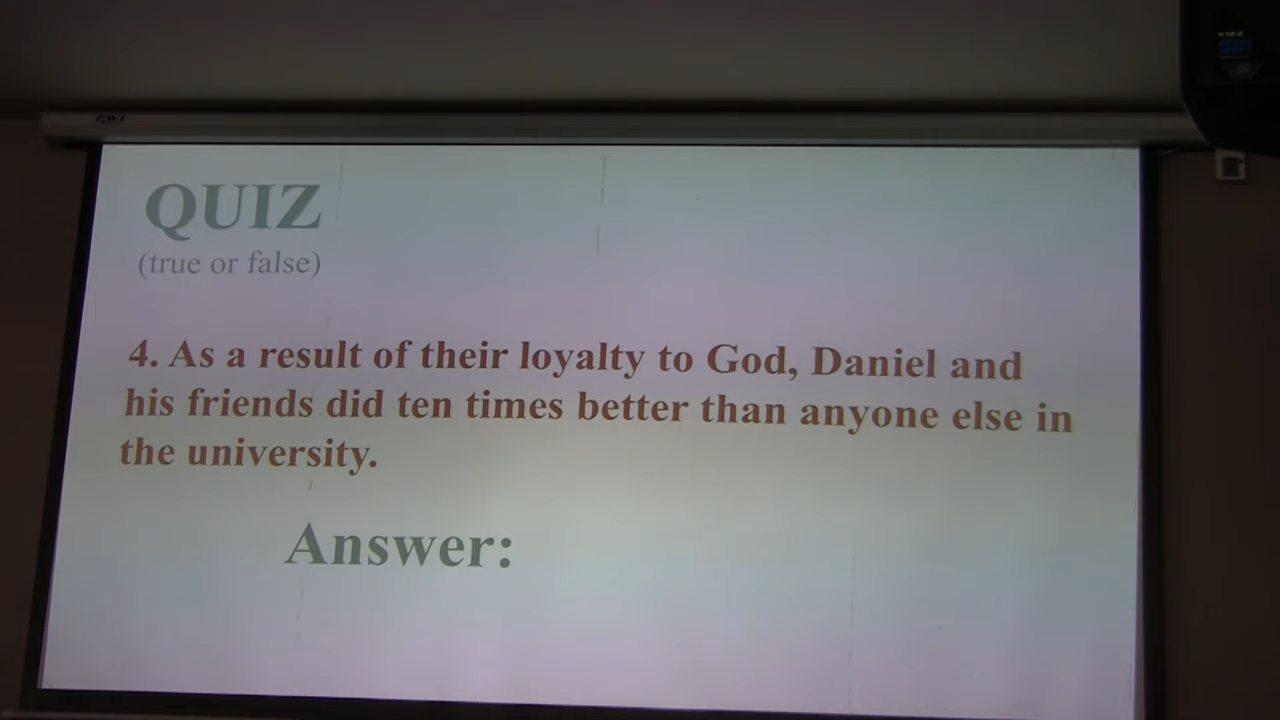 QUIZ
(true or false)
4. As a result of their loyalty to God, Daniel and
his friends did ten times better than anyone else in
the university.
Answer: